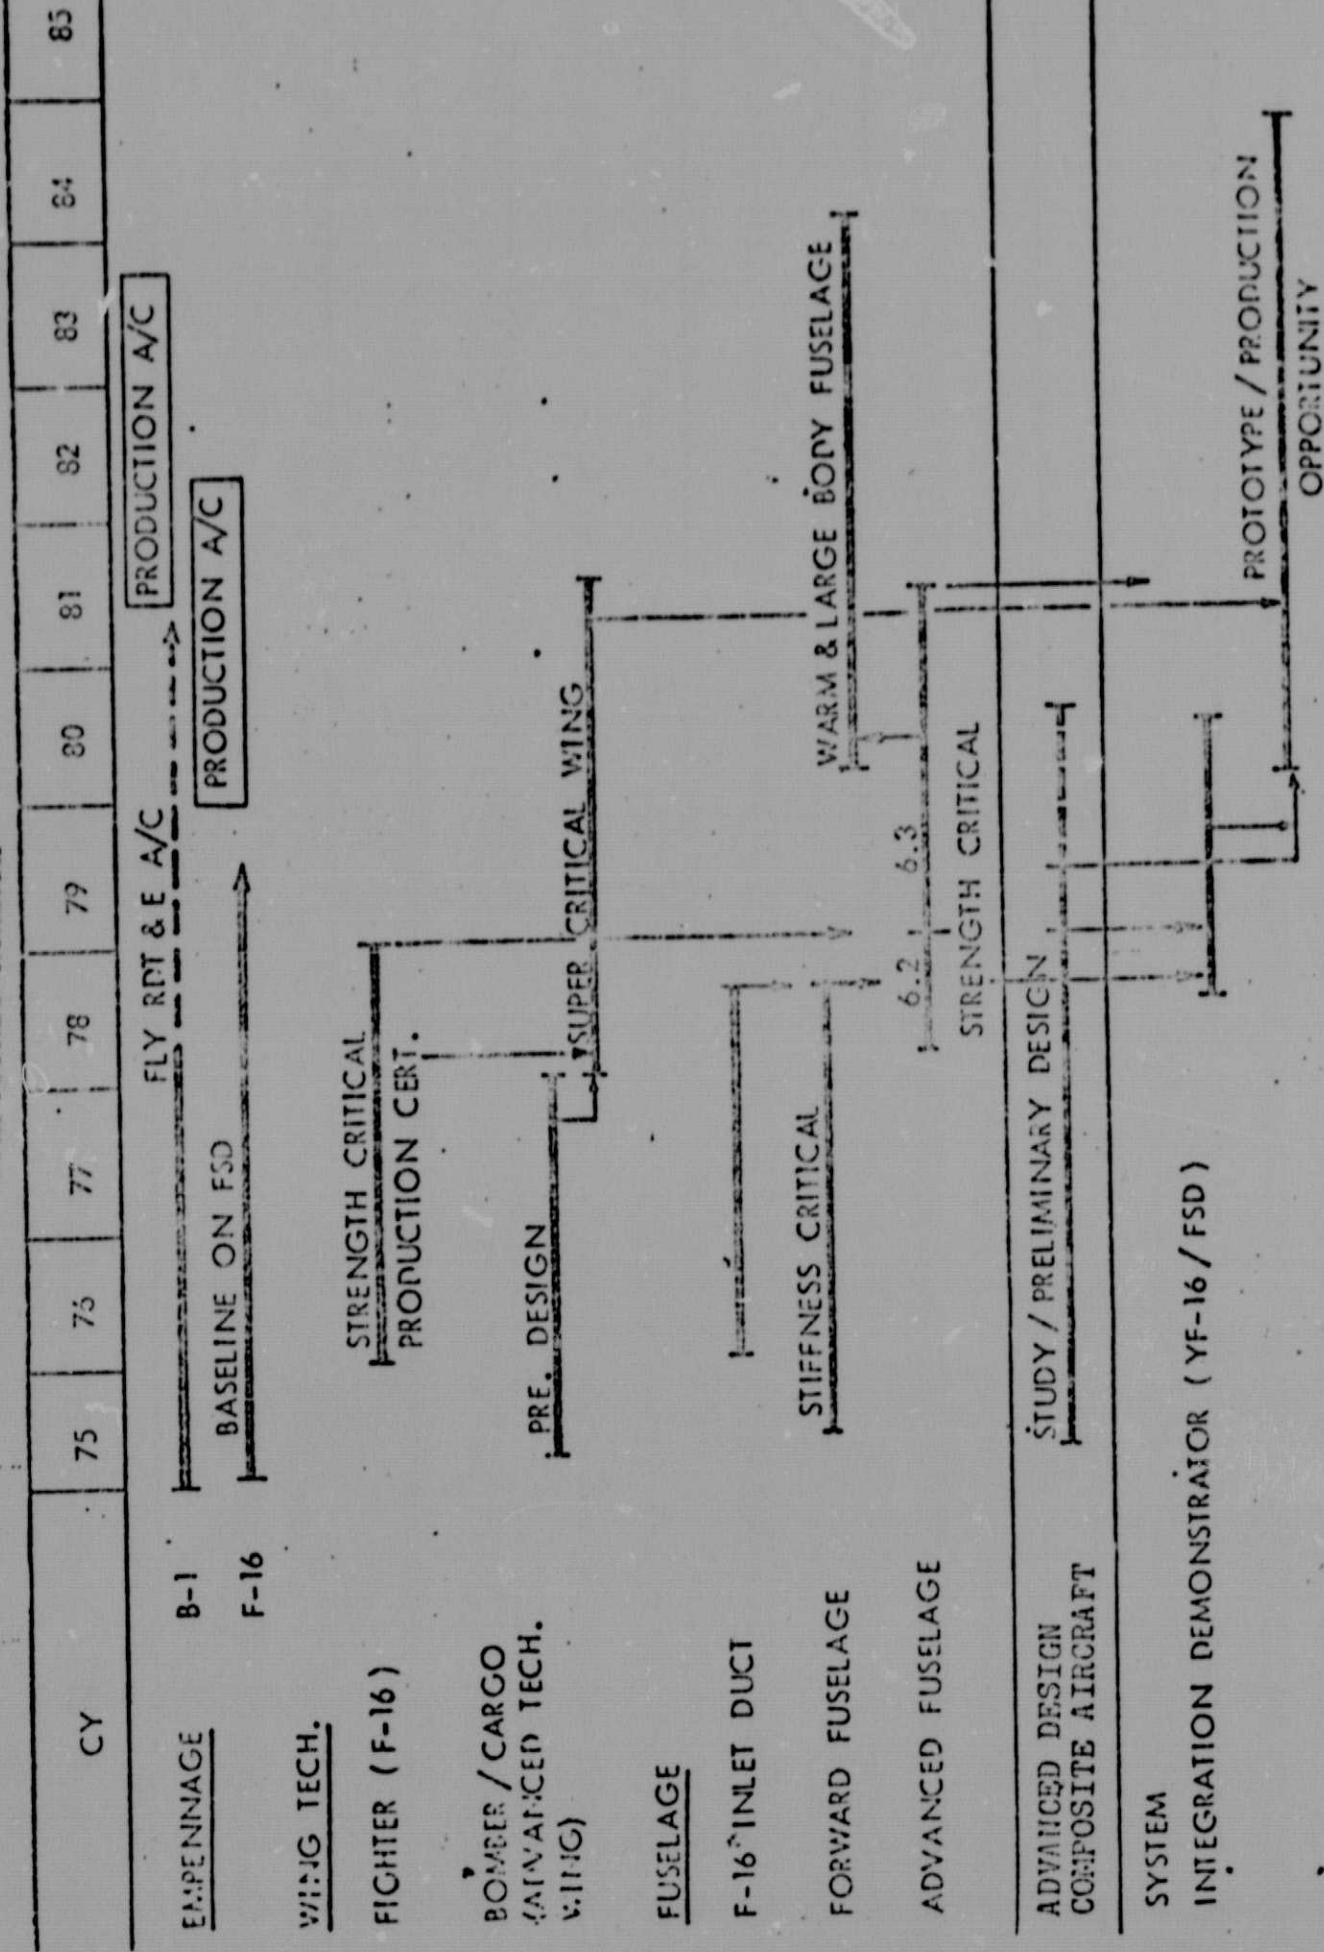 CY 75 76 77 78 79 80 81 82 83 84 85
EMPENNAGE
B-1
FLY RDT & E A/C
PRODUCTION A/C
F-16
BASELINE ON FSD
PRODUCTION A/C
WING TECH.
FIGHTER (F-16)
STRENGTH CRITICAL
PRODUCTION CERT.
BOMBER / CARGO
(ADVANCED TECH.
WING)
PRE. DESIGN
SUPER CRITICAL WING
FUSELAGE
F-16 INLET DUCT
FORWARD FUSELAGE
STIFFNESS CRITICAL
WARM & LARGE BODY FUSELAGE
ADVANCED FUSELAGE
6.2 6.3
STRENGTH CRITICAL
ADVANCED DESIGN
COMPOSITE AIRCRAFT
STUDY / PRELIMINARY DESIGN
SYSTEM
INTEGRATION DEMONSTRATOR (YF-16 / FSD)
PROTOTYPE / PRODUCTION
OPPORTUNITY